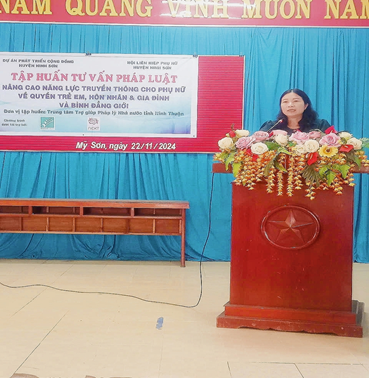 NAM QUANG VINH MUÔN NĂM
DỰ ÁN PHÁT TRIỂN CỘNG ĐỒNG
HUYỆN NINH SƠN
HỘI LIÊN HIỆP PHỤ NỮ
HUYỆN NINH SƠN
TẬP HUẤN TƯ VẤN PHÁP LUẬT
NÂNG CAO NĂNG LỰC TRUYỀN THÔNG CHO PHỤ NỮ
VỀ QUYỀN TRẺ EM, HÔN NHÂN & GIA ĐÌNH
VÀ BÌNH ĐẲNG GIỚI
Đơn vị tập huấn: Trung tâm Trợ giúp Pháp lý Nhà nước tỉnh Ninh Thuận
Mỹ Sơn, ngày 22/11/2024